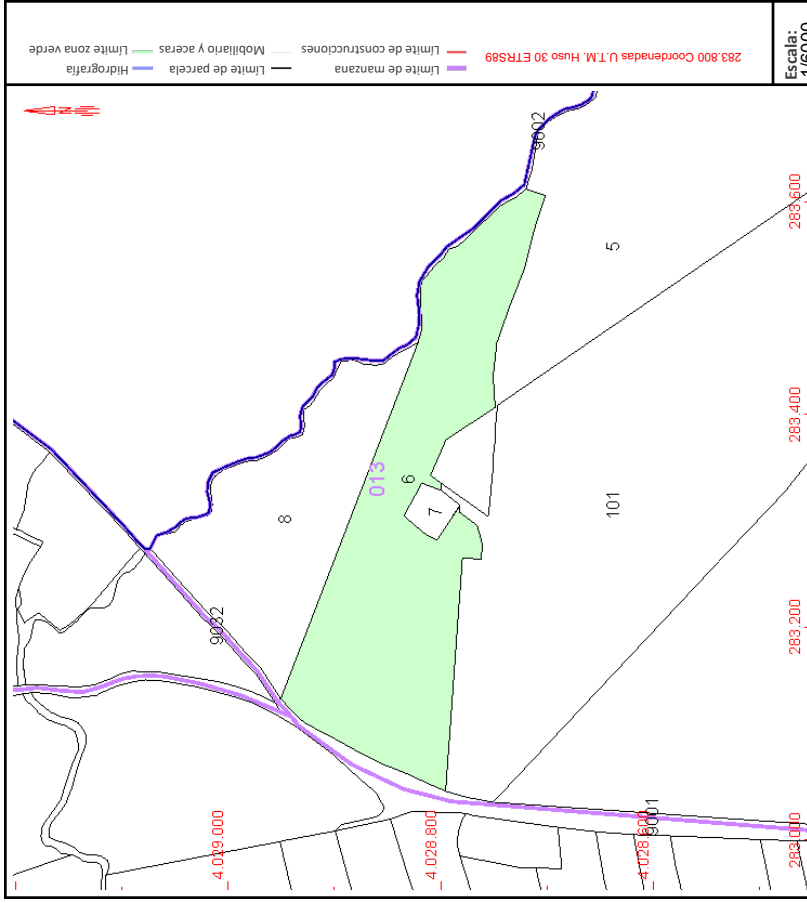 Límite zona verde
Hidrografía
Mobiliario y aceras
Límite de parcela
Límite de construcciones
Límite de manzana
283.800 Coordenadas U.T.M. Huso 30 ETRS89
Escala:
1/6000
9002
283.600
5
013
6
283.400
7
8
101
9032
283.200
4.029.000
4.028.800
4.028.600
9001
283.000